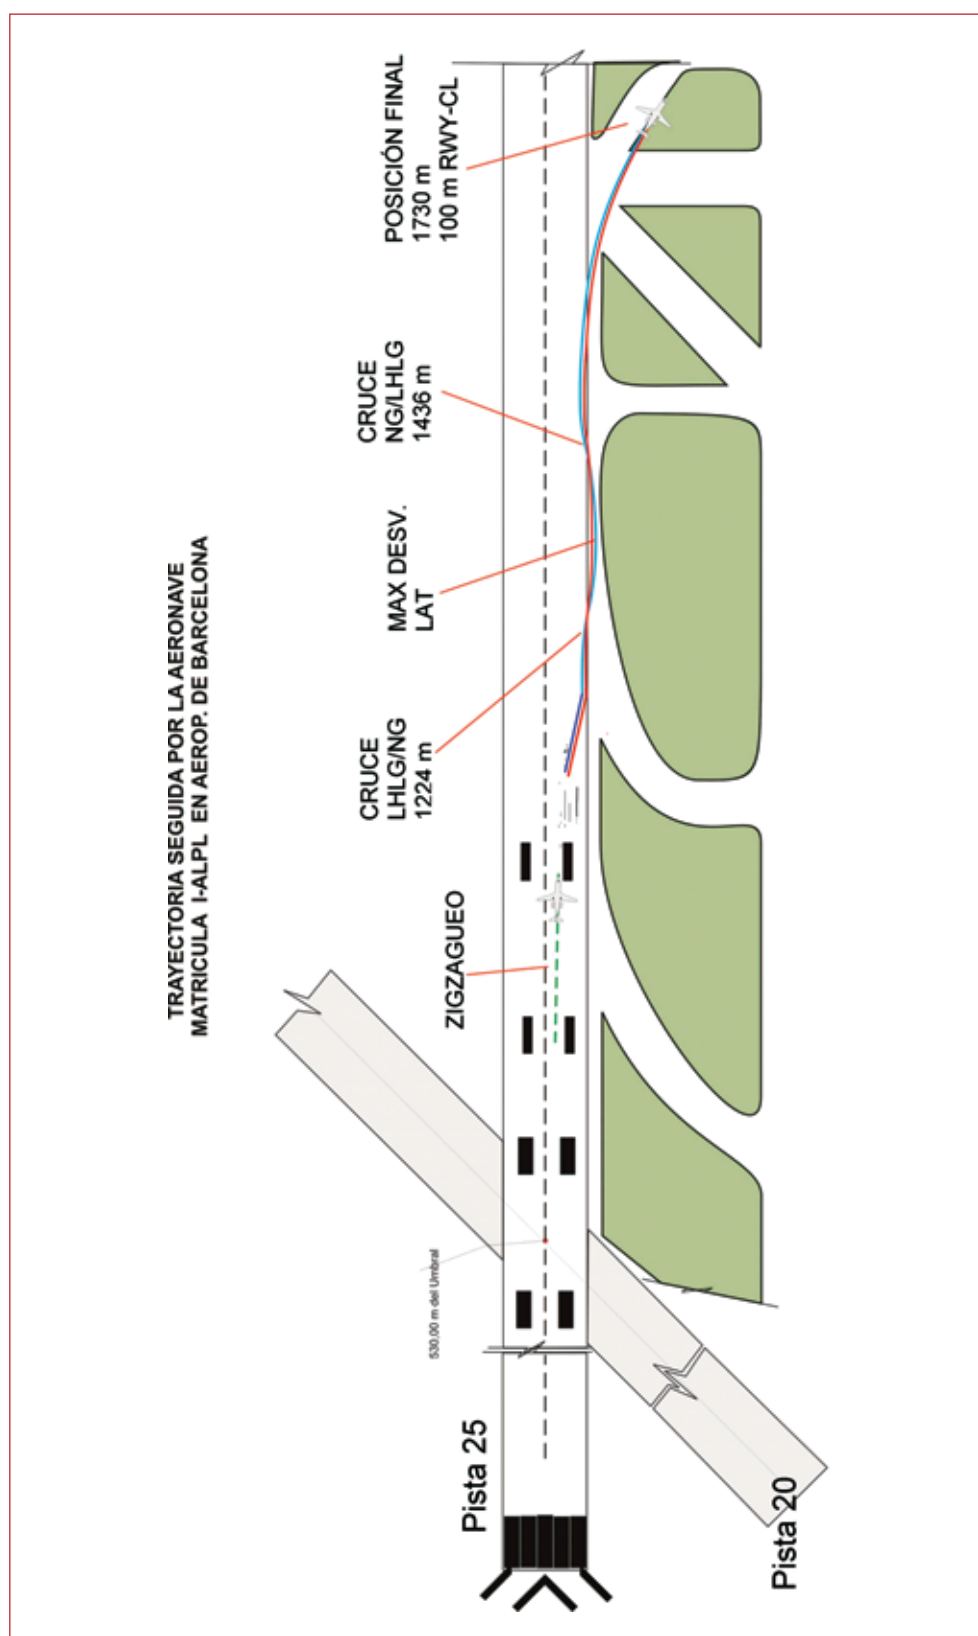 TRAYECTORIA SEGUIDA POR LA AERONAVE
MATRICULA I-ALPL EN AEROP. DE BARCELONA
POSICIÓN FINAL
1730 m
100 m RWY-CL
CRUCE
NG/LHLG
1436 m
MAX DESV.
LAT
CRUCE
LHLG/NG
1224 m
ZIGZAGUEO
530.00 m del Umbral
Pista 25
Pista 20